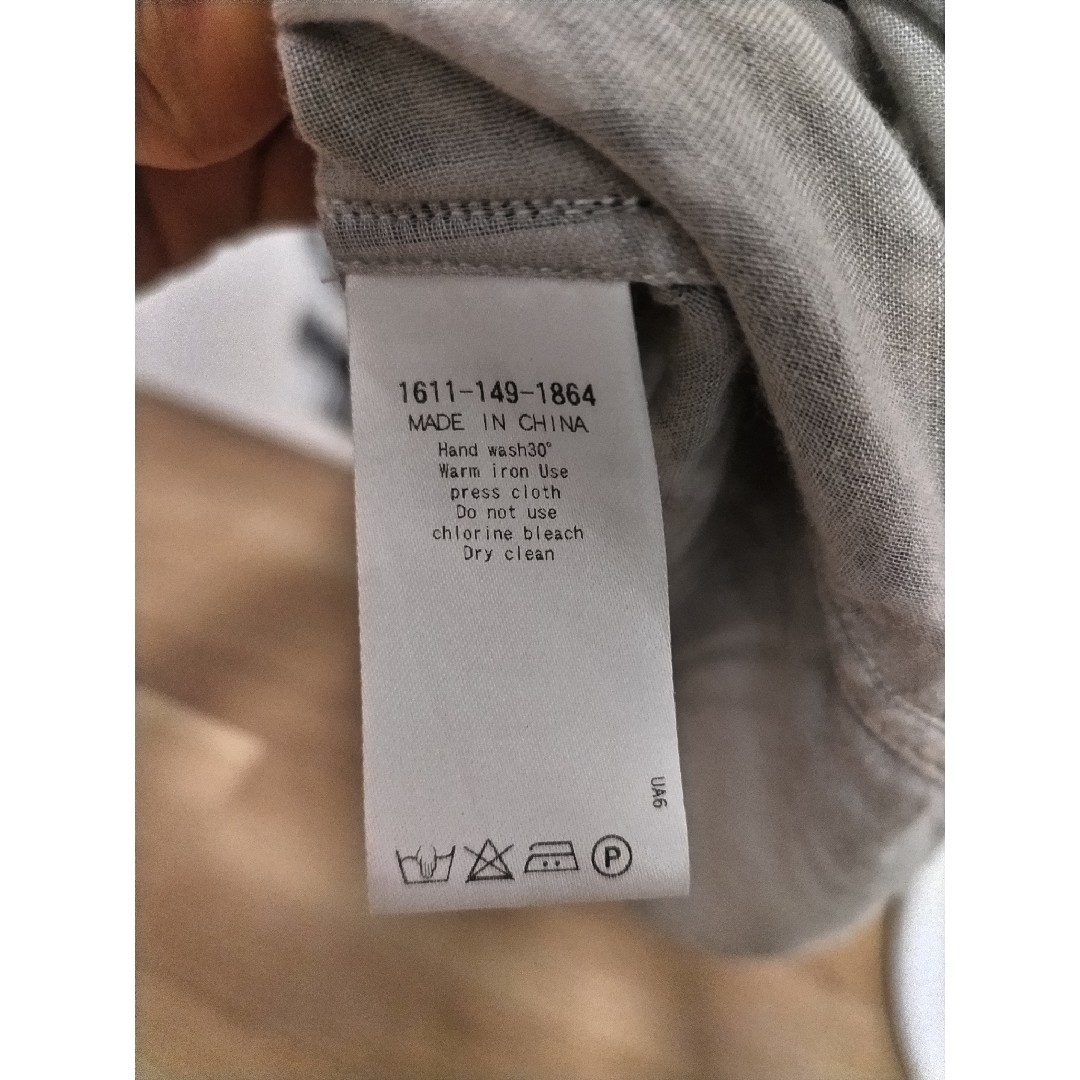 1611-149-1864
MADE IN CHINA
Hand wash30°
Warm iron Use
press cloth
Do not use
chlorine bleach
Dry clean
UA6
P